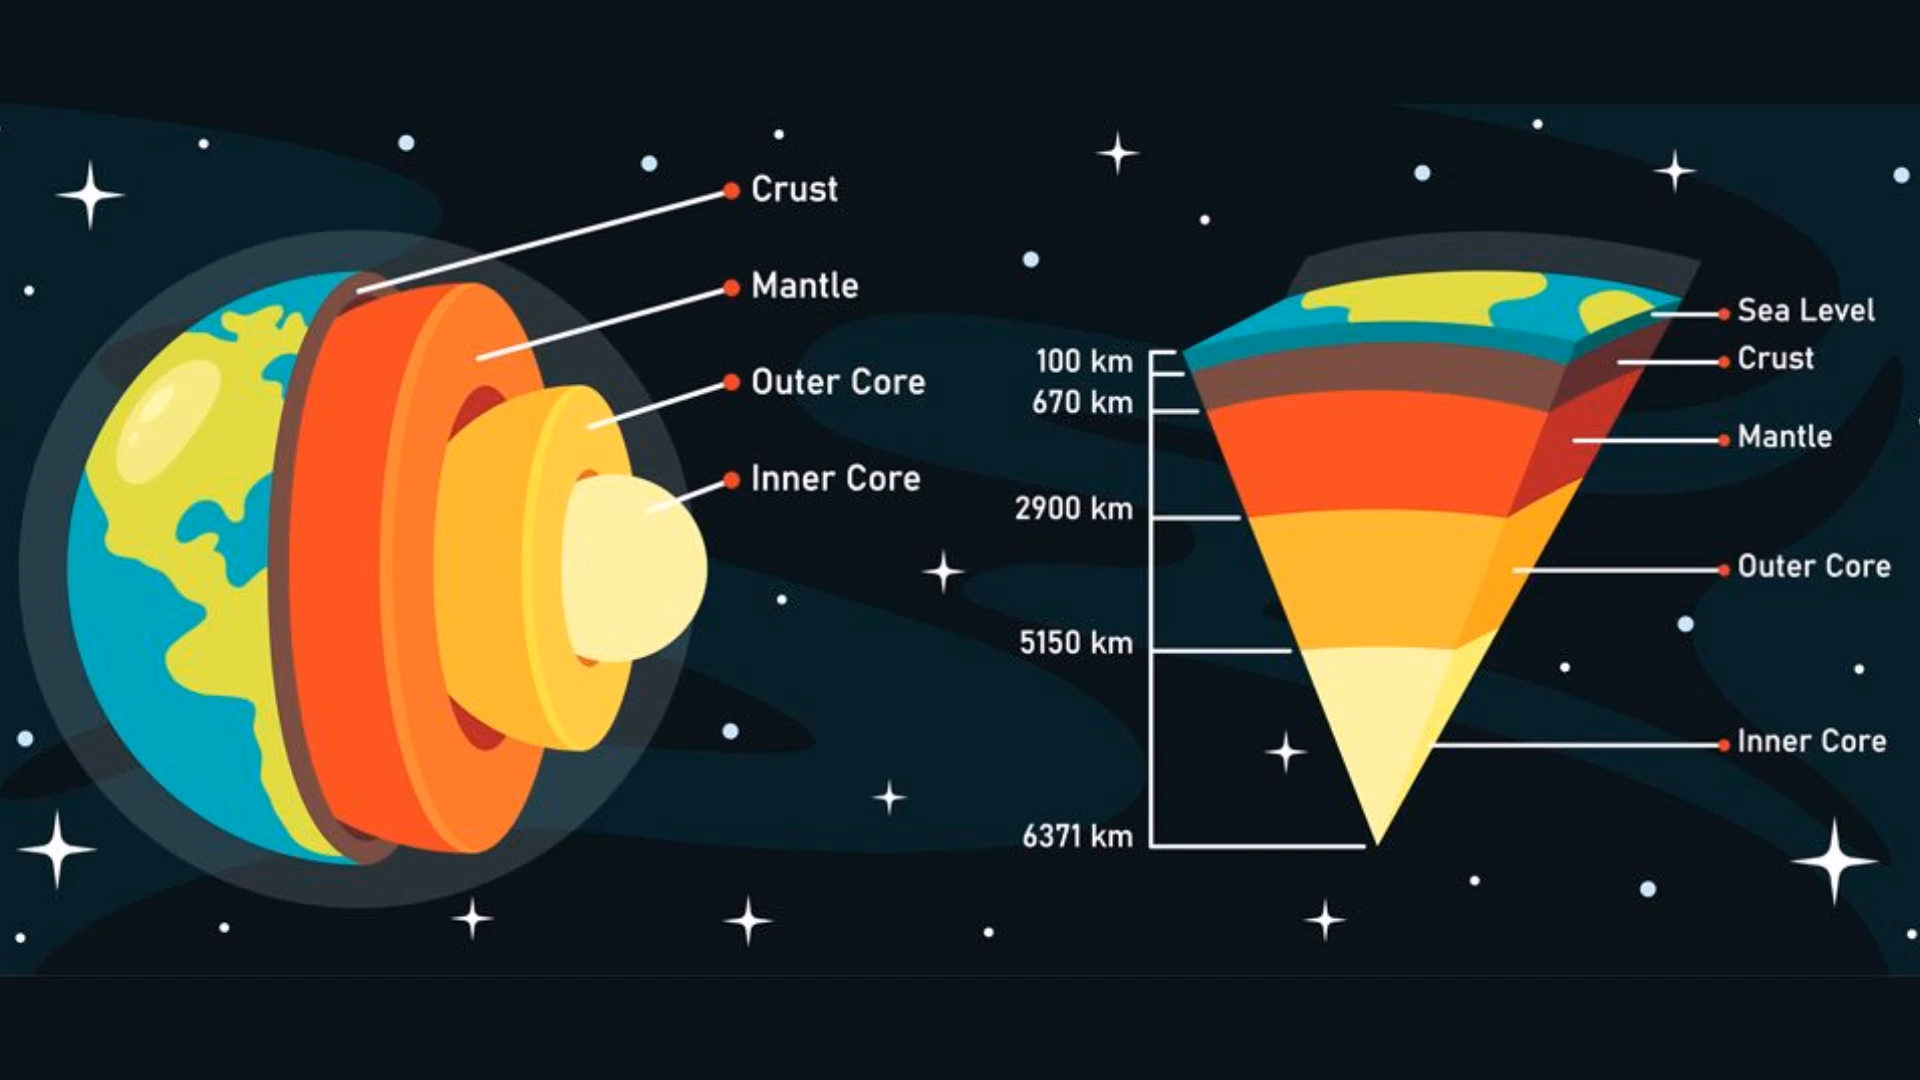 Crust
Mantle
Outer Core
Inner Core
100 km
670 km
2900 km
5150 km
6371 km
Sea Level
Crust
Mantle
Outer Core
Inner Core